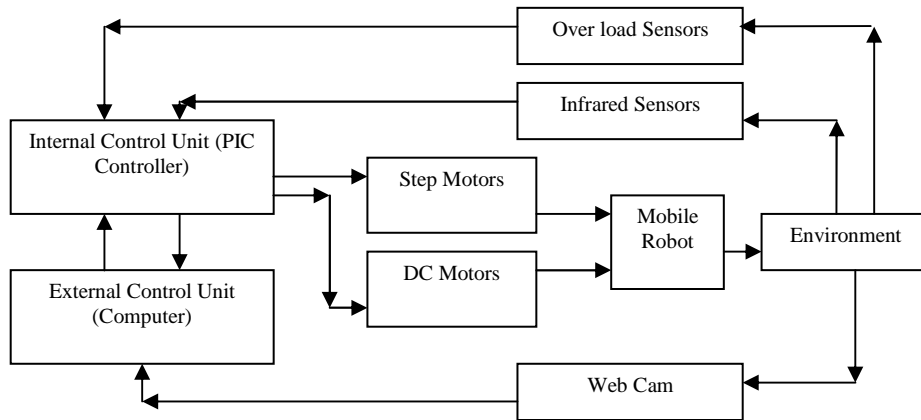 Over load Sensors
Infrared Sensors
Internal Control Unit (PIC
Controller)
Step Motors
Mobile
Robot
Environment
DC Motors
External Control Unit
(Computer)
Web Cam